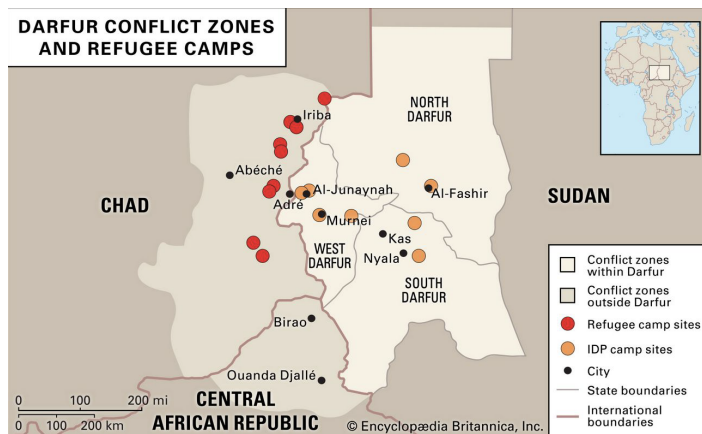 DARFUR CONFLICT ZONES
AND REFUGEE CAMPS
NORTH
DARFUR
Iriba
Abéché
Al-Junaynah
Al-Fashir
Adré
CHAD
SUDAN
Murnei
Kas
WEST
DARFUR
Nyala
SOUTH
DARFUR
Birao
Ouanda Djallé
CENTRAL
AFRICAN REPUBLIC
0 100 200 mi
0 100 200 km
© Encyclopædia Britannica, Inc.
Conflict zones
within Darfur
Conflict zones
outside Darfur
Refugee camp sites
IDP camp sites
City
State boundaries
International
boundaries